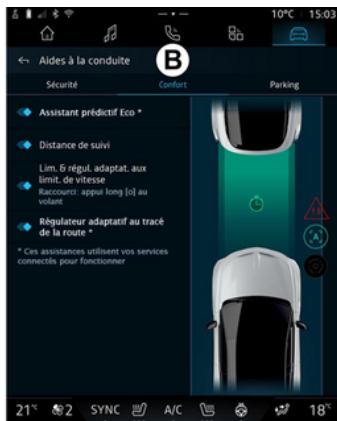 10°C 15:03
Aides à la conduite
B
Sécurité Confort Parking
Assistant prédictif Eco *
Distance de suivi
Lim. & régul. adaptat. aux
limit. de vitesse
Raccourci: appui long [o] au
volant
Régulateur adaptatif au tracé
de la route *
* Ces assistances utilisent vos services
connectés pour fonctionner
[A]
21°C 2 SYNC A/C 18°C